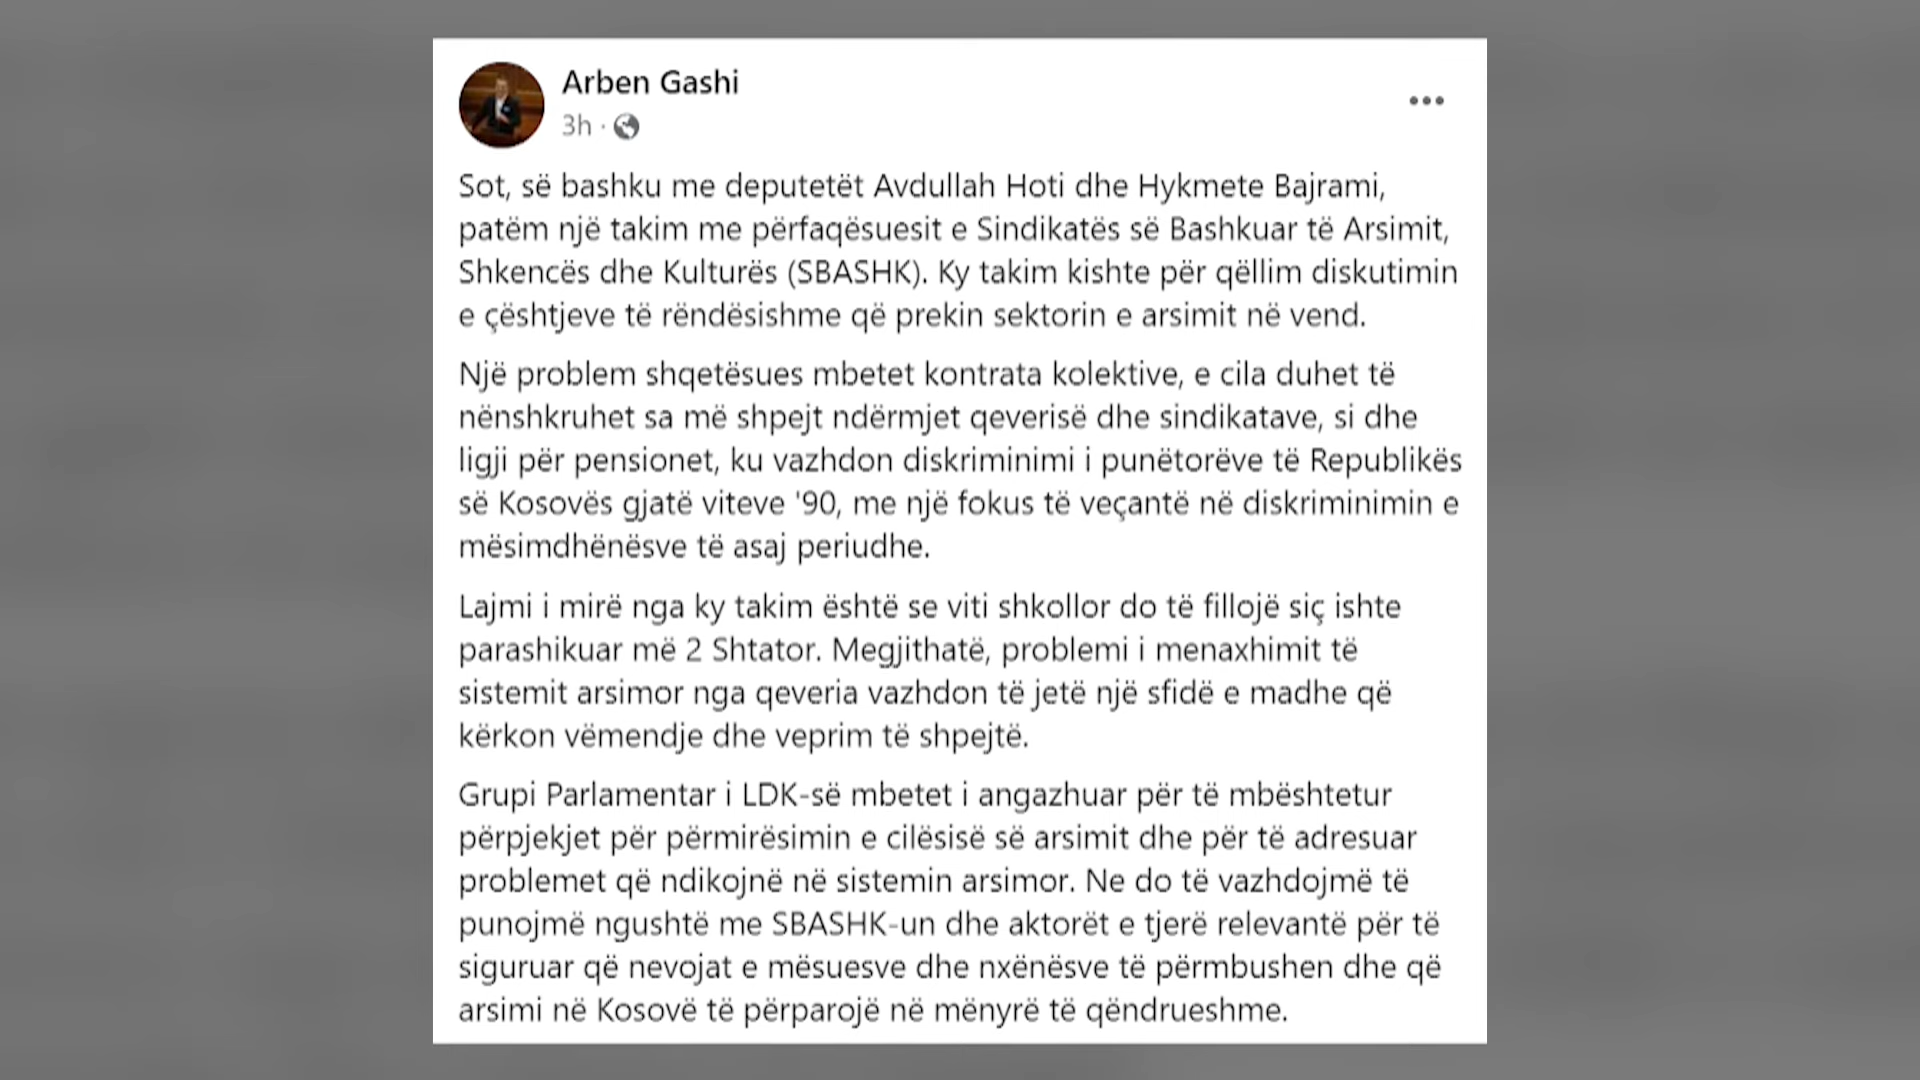 Arben Gashi
3h ·
Sot, së bashku me deputetët Avdullah Hoti dhe Hykmete Bajrami,
patëm një takim me përfaqësuesit e Sindikatës së Bashkuar të Arsimit,
Shkencës dhe Kulturës (SBASHK). Ky takim kishte për qëllim diskutimin
e çështjeve të rëndësishme që prekin sektorin e arsimit në vend.
Një problem shqetësues mbetet kontrata kolektive, e cila duhet të
nënshkruhet sa më shpejt ndërmjet qeverisë dhe sindikatave, si dhe
ligji për pensionet, ku vazhdon diskriminimi i punëtorëve të Republikës
së Kosovës gjatë viteve '90, me një fokus të veçantë në diskriminimin e
mësimdhënësve të asaj periudhe.
Lajmi i mirë nga ky takim është se viti shkollor do të fillojë siç ishte
parashikuar më 2 Shtator. Megjithatë, problemi i menaxhimit të
sistemit arsimor nga qeveria vazhdon të jetë një sfidë e madhe që
kërkon vëmendje dhe veprim të shpejtë.
Grupi Parlamentar i LDK-së mbetet i angazhuar për të mbështetur
përpjekjet për përmirësimin e cilësisë së arsimit dhe për të adresuar
problemet që ndikojnë në sistemin arsimor. Ne do të vazhdojmë të
punojmë ngushtë me SBASHK-un dhe aktorët e tjerë relevantë për të
siguruar që nevojat e mësuesve dhe nxënësve të përmbushen dhe që
arsimi në Kosovë të përparojë në mënyrë të qëndrueshme.